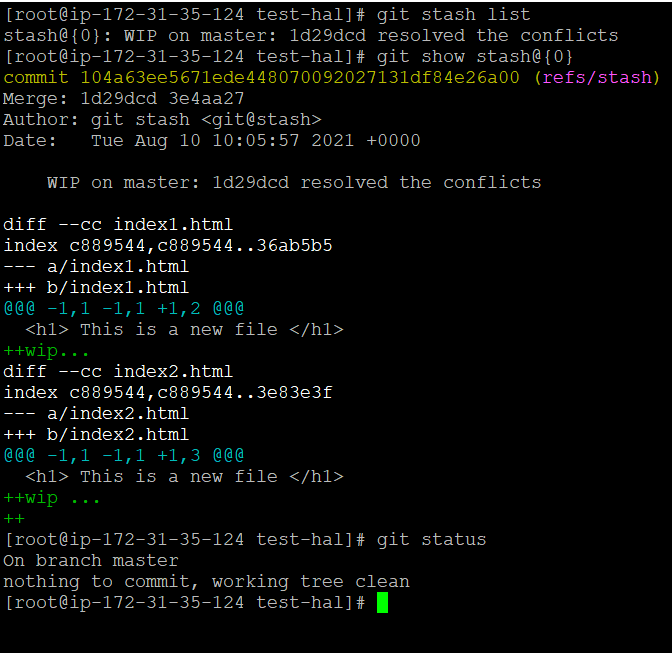 [root@ip-172-31-35-124 test-hal]# git stash list
stash@{0}: WIP on master: 1d29dcd resolved the conflicts
[root@ip-172-31-35-124 test-hal]# git show stash@{0}
commit 104a63ee5671ede448070092027131df84e26a00 (refs/stash)
Merge: 1d29dcd 3e4aa27
Author: git stash <git@stash>
Date:   Tue Aug 10 10:05:57 2021 +0000

    WIP on master: 1d29dcd resolved the conflicts

diff --cc index1.html
index c889544,c889544..36ab5b5
--- a/index1.html
+++ b/index1.html
@@@ -1,1 -1,1 +1,2 @@@
  <h1> This is a new file </h1>
++wip...
diff --cc index2.html
index c889544,c889544..3e83e3f
--- a/index2.html
+++ b/index2.html
@@@ -1,1 -1,1 +1,3 @@@
  <h1> This is a new file </h1>
++wip ...
++
[root@ip-172-31-35-124 test-hal]# git status
On branch master
nothing to commit, working tree clean
[root@ip-172-31-35-124 test-hal]#